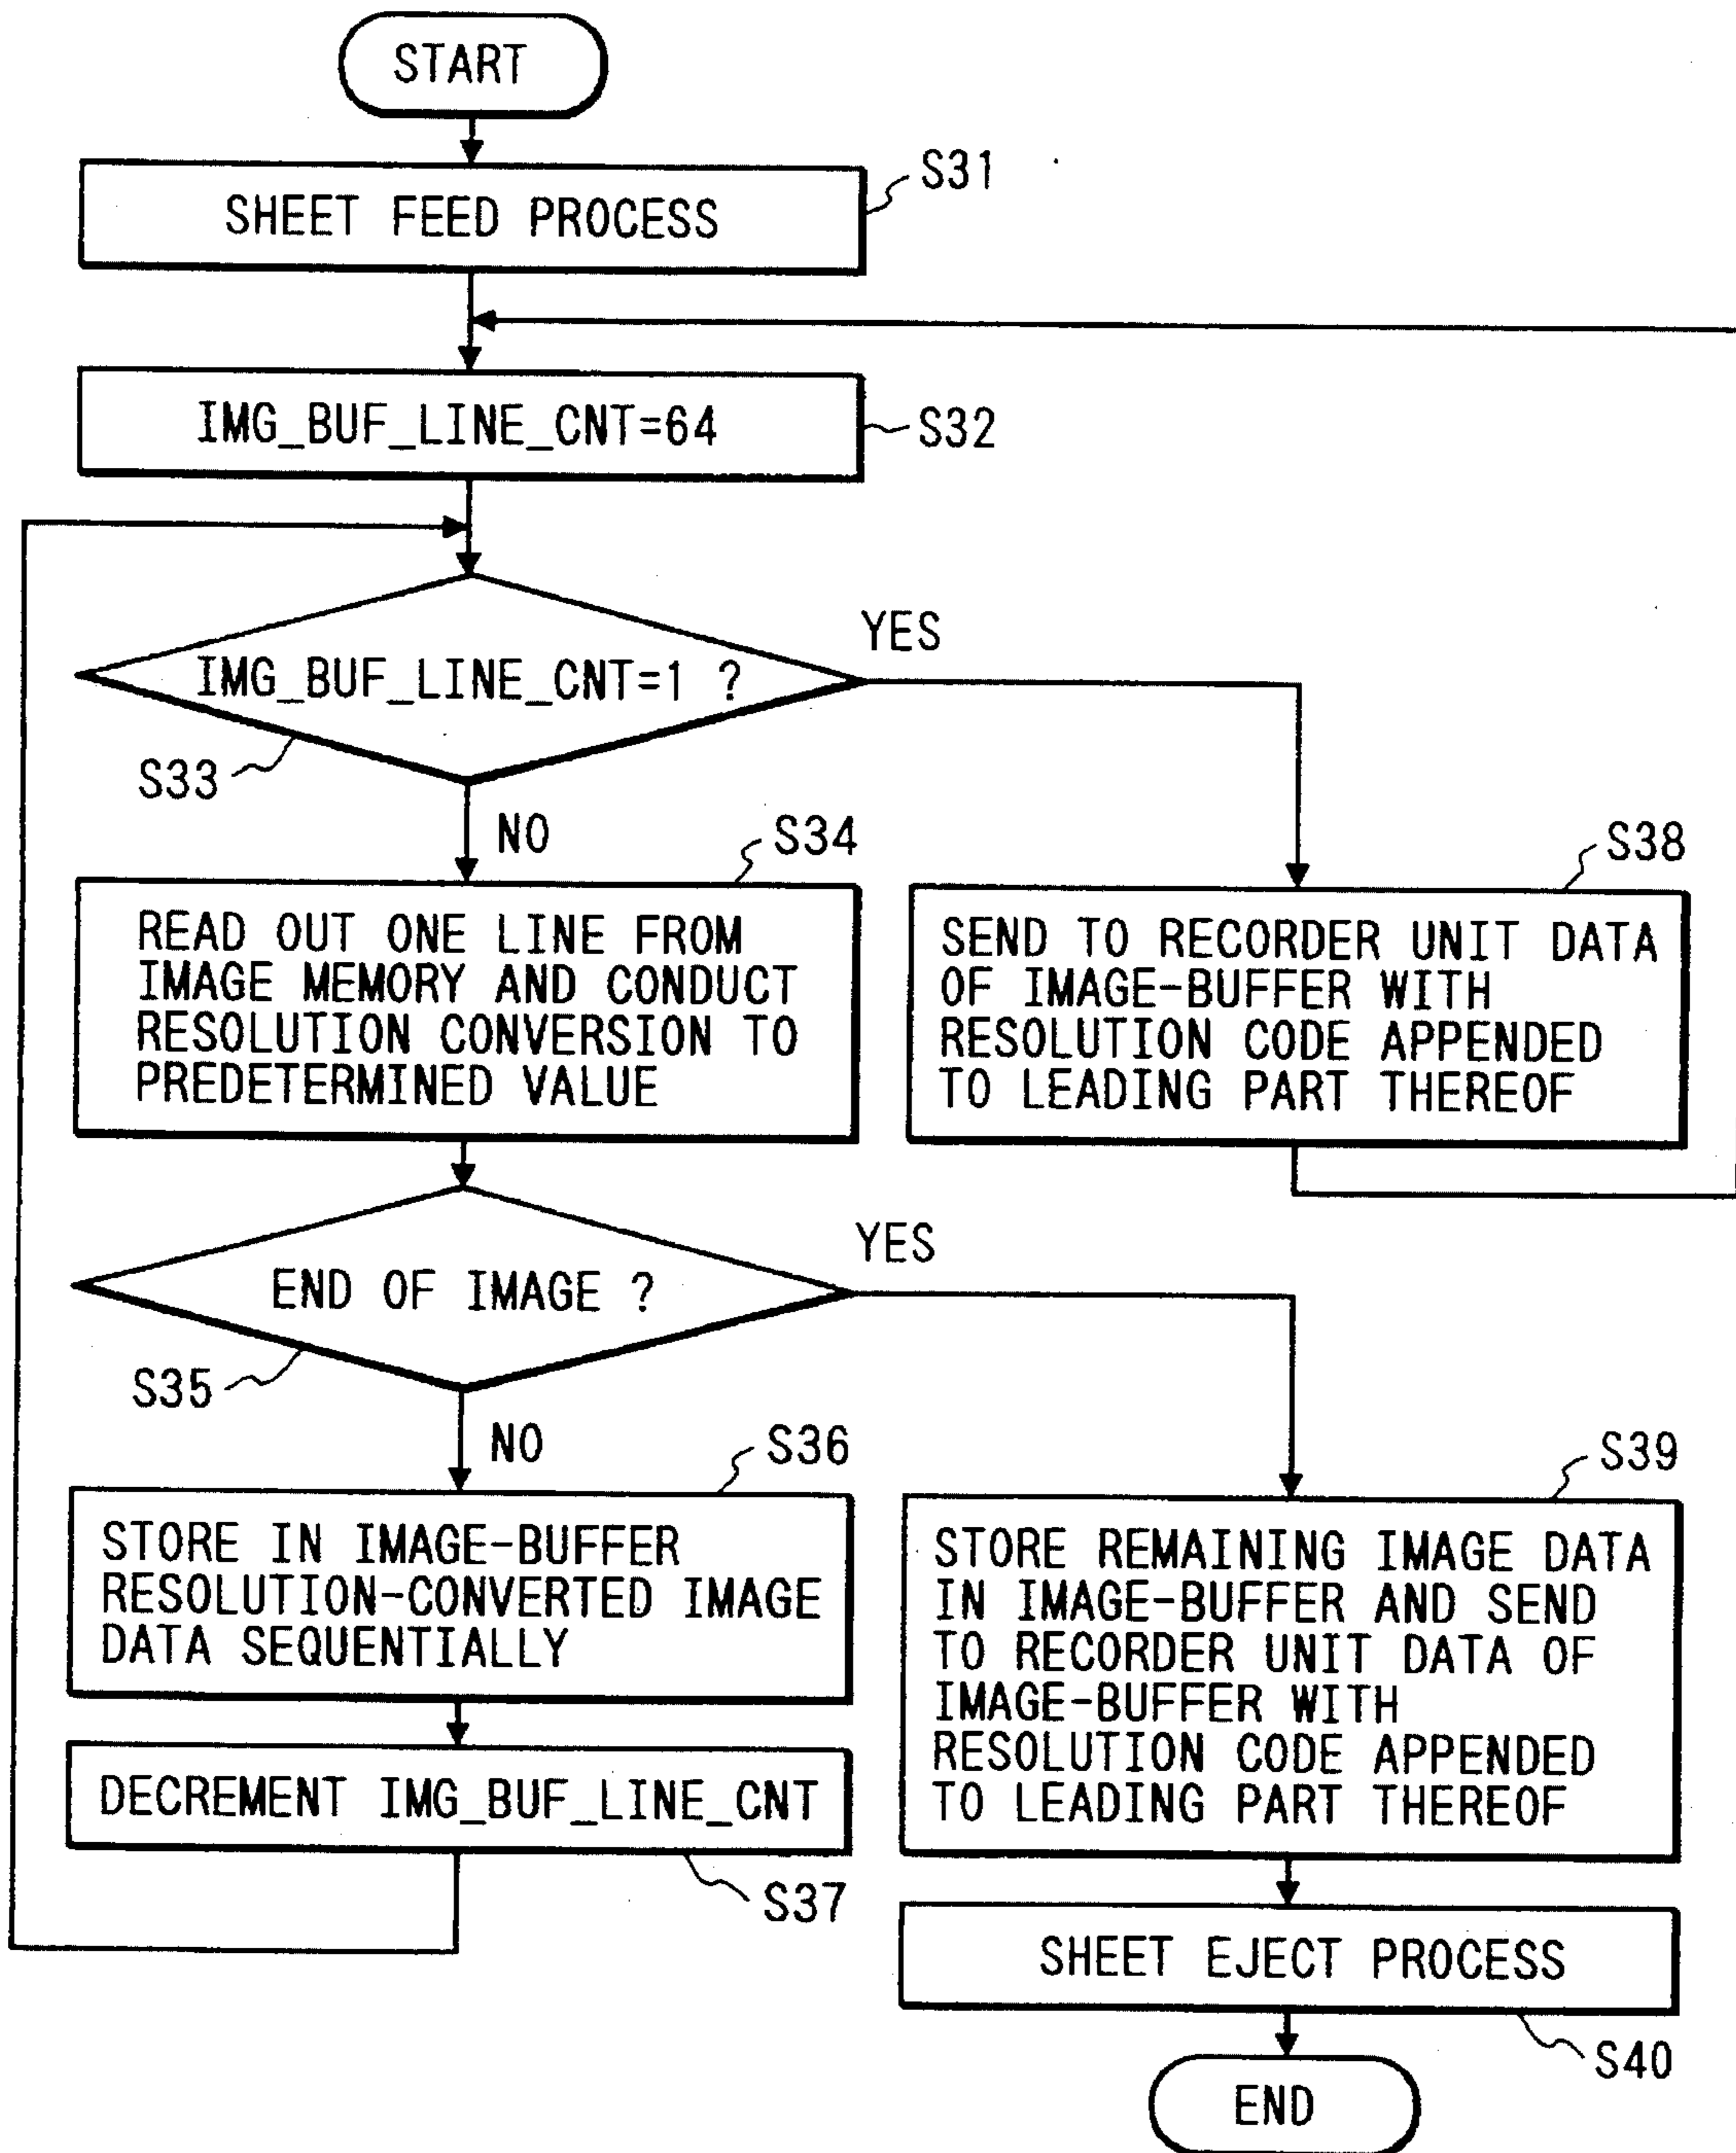 START
S31
SHEET FEED PROCESS
IMG_BUF_LINE_CNT=64
S32
YES
IMG_BUF_LINE_CNT=1 ?
S33
NO
S34
READ OUT ONE LINE FROM
IMAGE MEMORY AND CONDUCT
RESOLUTION CONVERSION TO
PREDETERMINED VALUE
S38
SEND TO RECORDER UNIT DATA
OF IMAGE-BUFFER WITH
RESOLUTION CODE APPENDED
TO LEADING PART THEREOF
YES
END OF IMAGE ?
S35
NO
S36
STORE IN IMAGE-BUFFER
RESOLUTION-CONVERTED IMAGE
DATA SEQUENTIALLY
DECREMENT IMG_BUF_LINE_CNT
S37
S39
STORE REMAINING IMAGE DATA
IN IMAGE-BUFFER AND SEND
TO RECORDER UNIT DATA OF
IMAGE-BUFFER WITH
RESOLUTION CODE APPENDED
TO LEADING PART THEREOF
SHEET EJECT PROCESS
S40
END